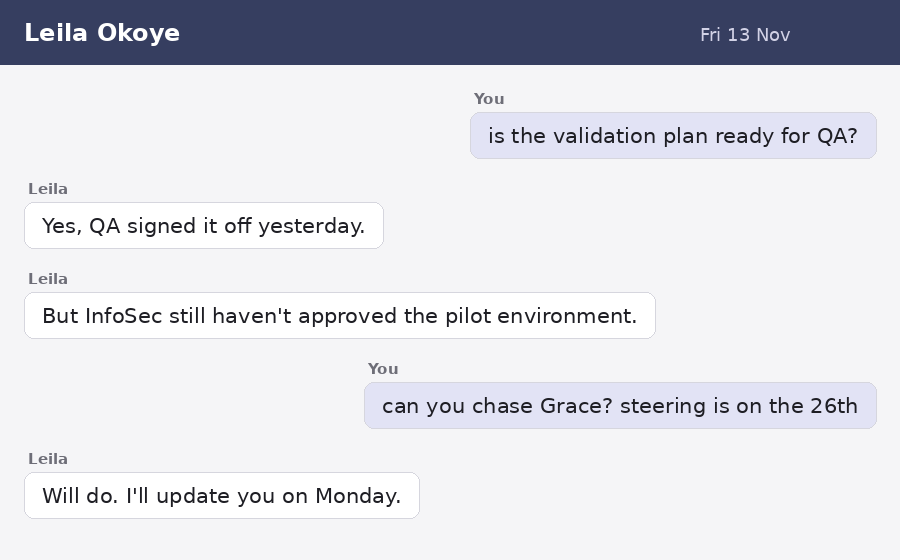 Leila Okoye
Fri 13 Nov
You
is the validation plan ready for QA?
Leila
Yes, QA signed it off yesterday.
Leila
But InfoSec still haven't approved the pilot environment.
You
can you chase Grace? steering is on the 26th
Leila
Will do. I'll update you on Monday.